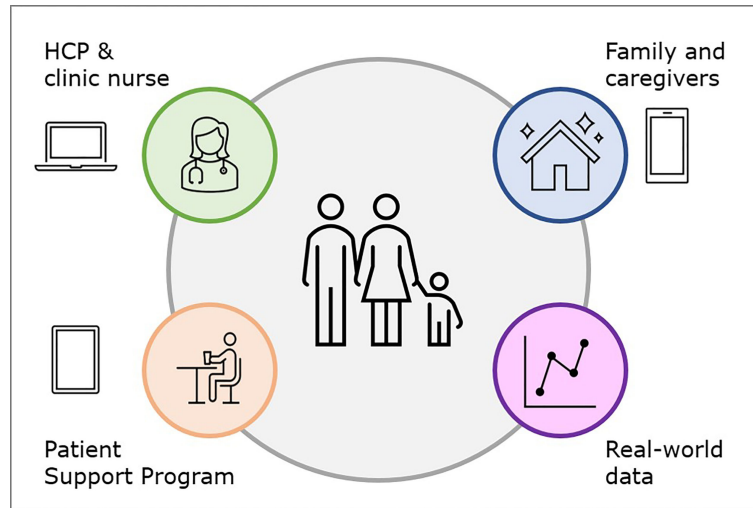 HCP &
clinic nurse
Family and
caregivers
Patient
Support Program
Real-world
data